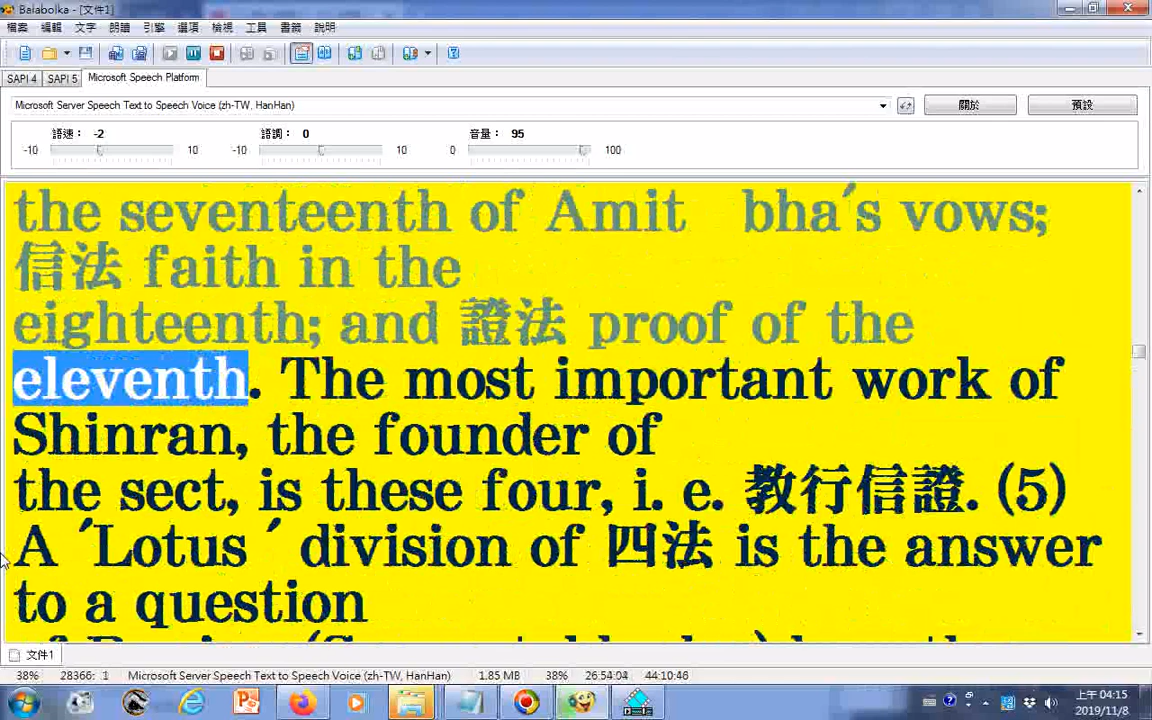 Balabolka - [文件1]
檔案 編輯 文字 朗讀 引擎 選項 檢視 工具 書籤 說明
SAPI 4 SAPI 5 Microsoft Speech Platform
Microsoft Server Speech Text to Speech Voice (zh-TW, HanHan) 關於 預設
語速： -2 語調： 0 音量： 95
-10 10 -10 10 0 100
the seventeenth of Amit bha's vows;
信法 faith in the
eighteenth; and 證法 proof of the
eleventh. The most important work of
Shinran, the founder of
the sect, is these four, i. e. 教行信證. (5)
A 'Lotus ' division of 四法 is the answer
to a question
文件1
38% 28366: 1 Microsoft Server Speech Text to Speech Voice (zh-TW, HanHan) 1.85 MB 38% 26:54:04 44:10:46
上午 04:15
2019/11/8